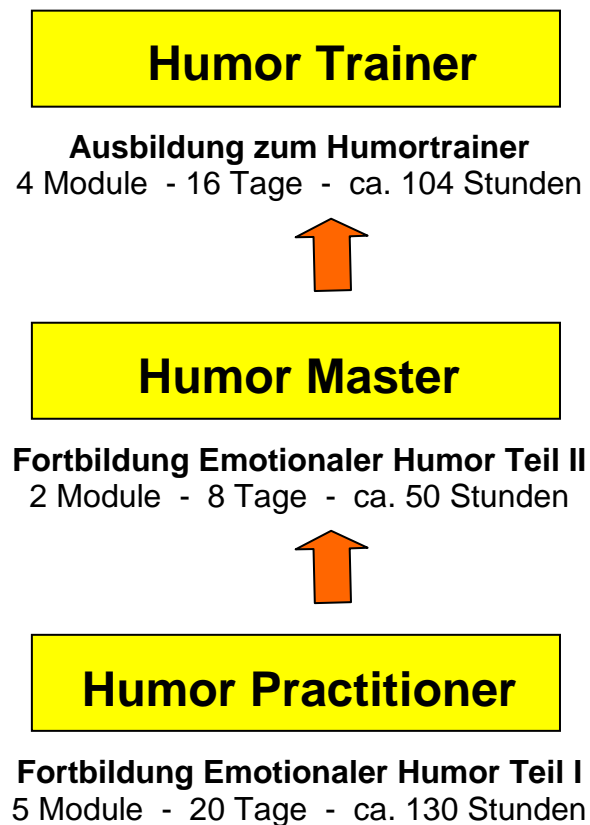 Humor Trainer
Ausbildung zum Humortrainer
4 Module - 16 Tage - ca. 104 Stunden
Humor Master
Fortbildung Emotionaler Humor Teil II
2 Module - 8 Tage - ca. 50 Stunden
Humor Practitioner
Fortbildung Emotionaler Humor Teil I
5 Module - 20 Tage - ca. 130 Stunden